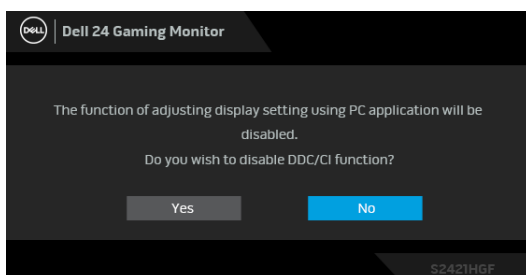 DELL
Dell 24 Gaming Monitor
The function of adjusting display setting using PC application will be
disabled.
Do you wish to disable DDC/CI function?
Yes
No
S2421HGF